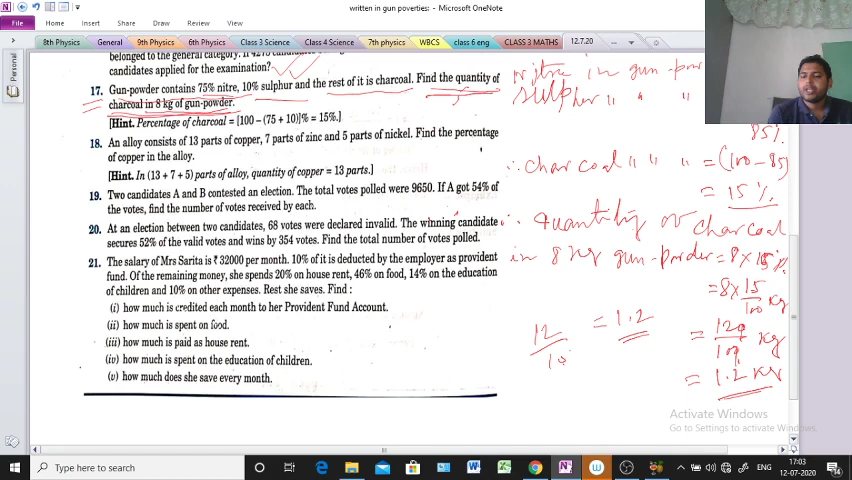 written in gun poverties: - Microsoft OneNote
File Home Insert Draw History Review View
8th Physics General 9th Physics 6th Physics Class 3 Science Class 4 Science 7th physics WBCS class 6 eng CLASS 3 MATHS 12.7.20
Personal
candidates applied for the examination?
17. Gun-powder contains 75% nitre, 10% sulphur and the rest of it is charcoal. Find the quantity of
charcoal in 8 kg of gun-powder.
[Hint. Percentage of charcoal = [100 – (75 + 10)]% = 15%.]
18. An alloy consists of 13 parts of copper, 7 parts of zinc and 5 parts of nickel. Find the percentage
of copper in the alloy.
[Hint. In (13 + 7 + 5) parts of alloy, quantity of copper = 13 parts.]
19. Two candidates A and B contested an election. The total votes polled were 9650. If A got 54% of
the votes, find the number of votes received by each.
20. At an election between two candidates, 68 votes were declared invalid. The winning candidate
secures 52% of the valid votes and wins by 354 votes. Find the total number of votes polled.
21. The salary of Mrs Sarita is ₹ 32000 per month. 10% of it is deducted by the employer as provident
fund. Of the remaining money, she spends 20% on house rent, 46% on food, 14% on the education
of children and 10% on other expenses. Rest she saves. Find :
(i) how much is credited each month to her Provident Fund Account.
(ii) how much is spent on food.
(iii) how much is paid as house rent.
(iv) how much is spent on the education of children.
(v) how much does she save every month.
nitre in gun-pow
sulpher " "
85%
∴ charcoal " " " = (100-85)
= 15%
∴ Quantity of charcoal
in 8 kg gun-powder = 8 × 15%
= 8 × 15/100 kg
= 120/100 kg
= 1.2 kg
12/10 = 1.2
Activate Windows
Go to Settings to activate Windows.
Type here to search
ENG
17:03
12-07-2020
14